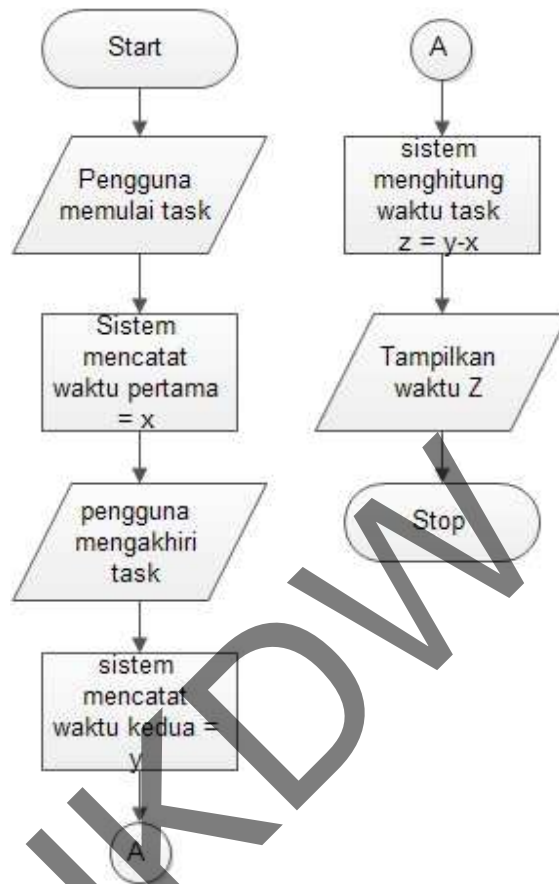 Start
Pengguna
memulai task
Sistem
mencatat
waktu pertama
= x
pengguna
mengakhiri
task
sistem
mencatat
waktu kedua =
y
A
A
sistem
menghitung
waktu task
z = y-x
Tampilkan
waktu Z
Stop
KDW